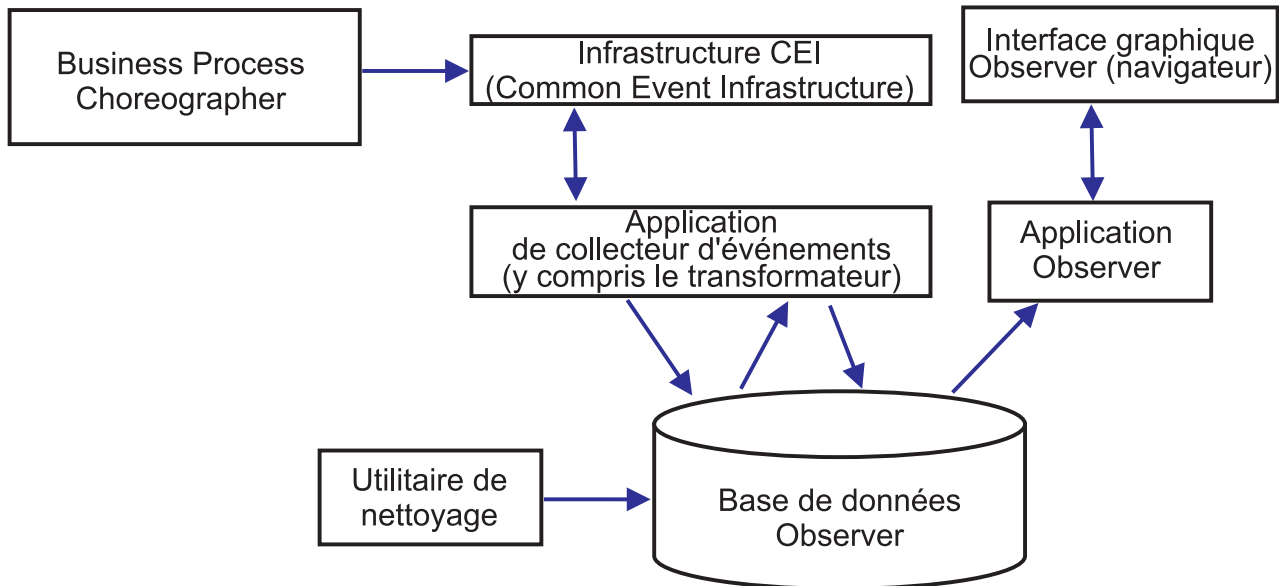 Business Process
Choreographer
Infrastructure CEI
(Common Event Infrastructure)
Interface graphique
Observer (navigateur)
Application
de collecteur d'événements
(y compris le transformateur)
Application
Observer
Utilitaire de
nettoyage
Base de données
Observer